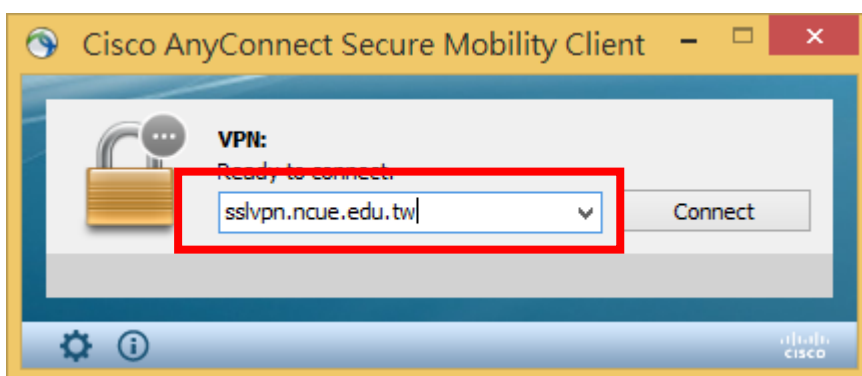 Cisco AnyConnect Secure Mobility Client
VPN:
Ready to connect.
sslvpn.ncue.edu.tw
Connect
cisco